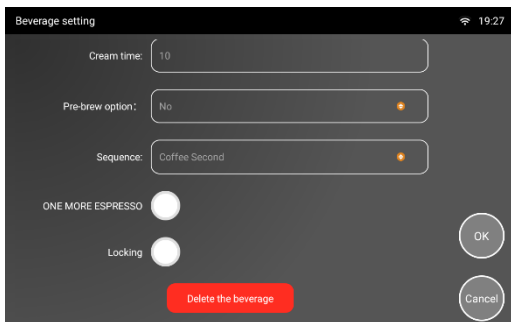 Beverage setting 19:27
Cream time: 10
Pre-brew option: No
Sequence: Coffee Second
ONE MORE ESPRESSO
OK
Locking
Delete the beverage
Cancel